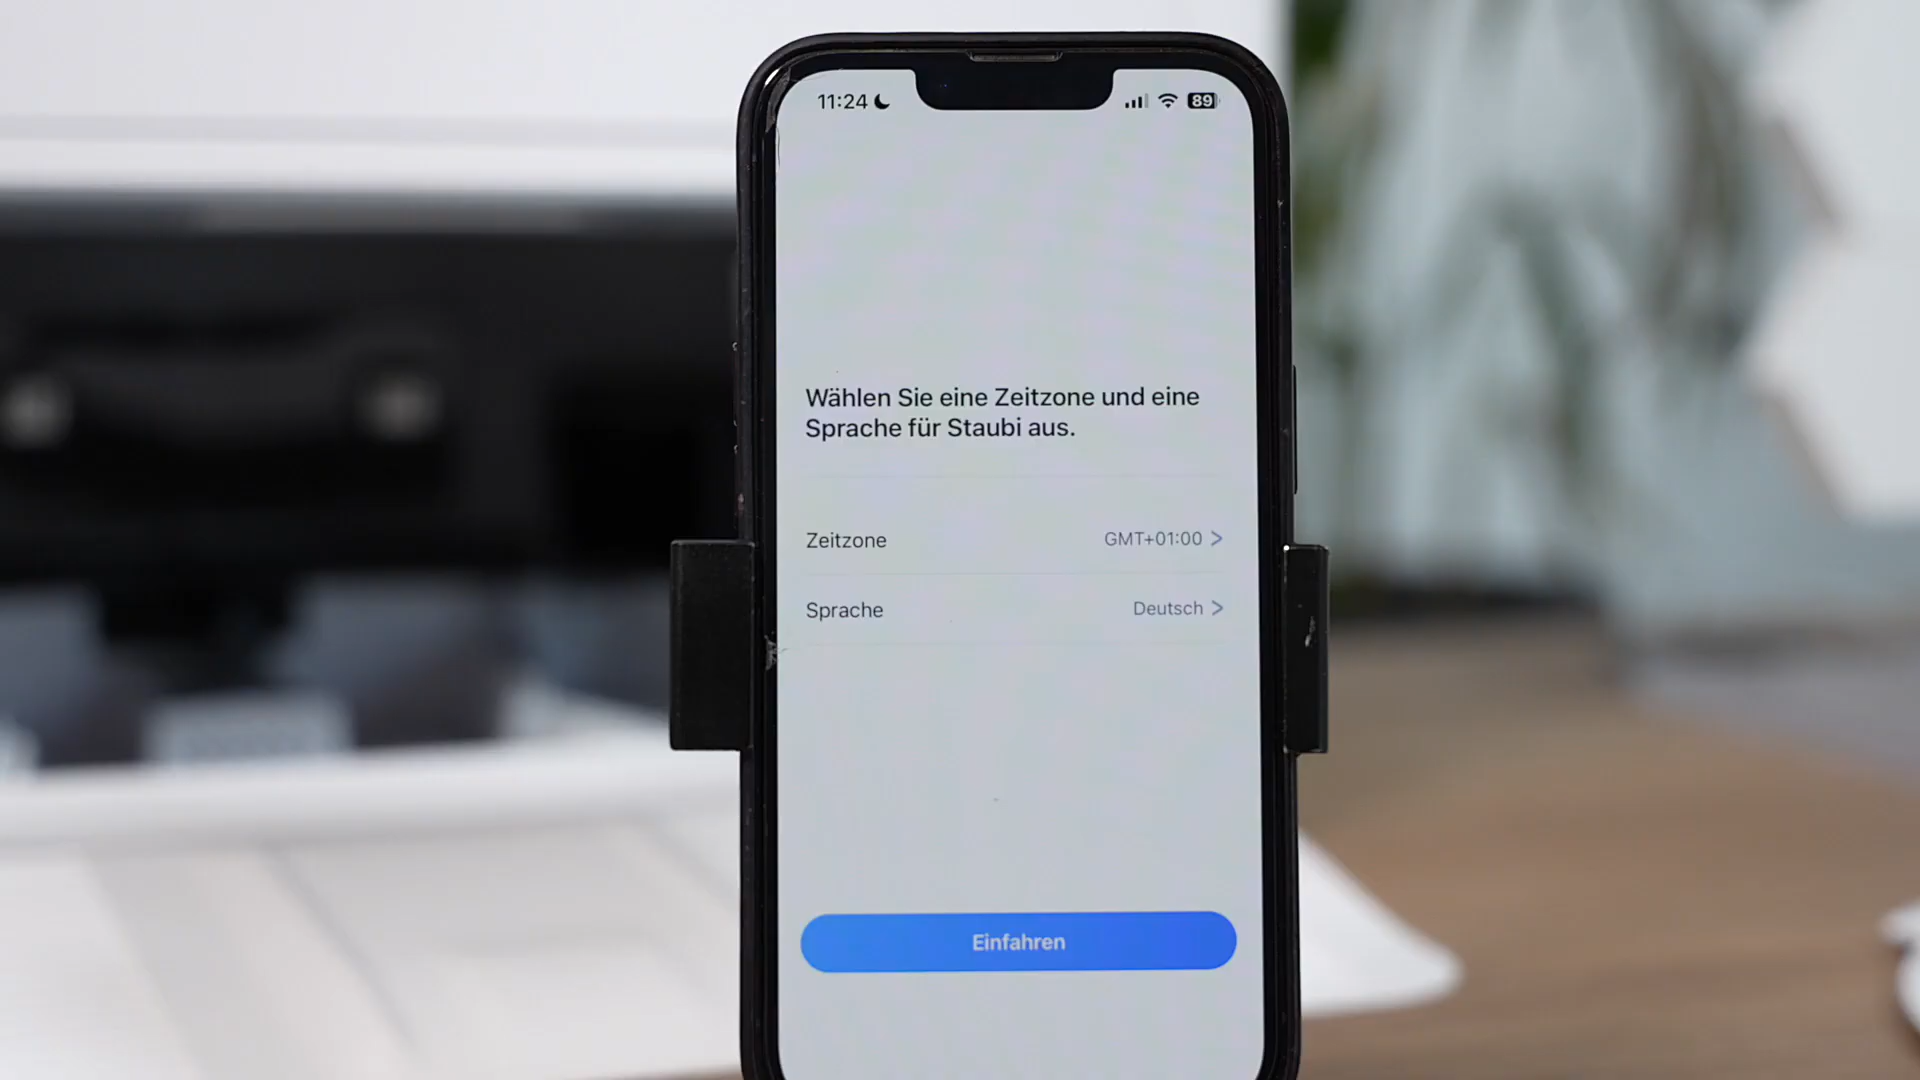 11:24
89
Wählen Sie eine Zeitzone und eine
Sprache für Staubi aus.
Zeitzone GMT+01:00 >
Sprache Deutsch >
Einfahren